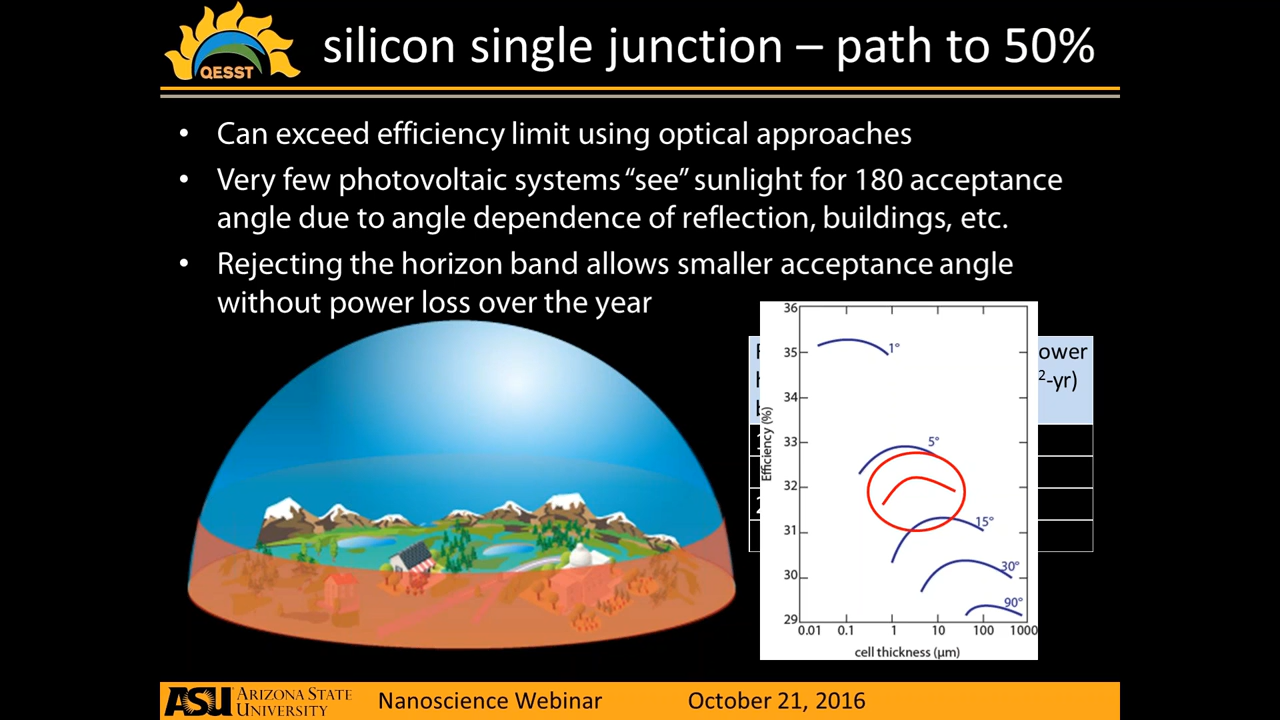 QESST
silicon single junction – path to 50%
• Can exceed efficiency limit using optical approaches
• Very few photovoltaic systems “see” sunlight for 180 acceptance
angle due to angle dependence of reflection, buildings, etc.
• Rejecting the horizon band allows smaller acceptance angle
without power loss over the year
ower
2-yr)
Efficiency (%)
36
35
34
33
32
31
30
29
1°
5°
15°
30°
90°
0.01 0.1 1 10 100 1000
cell thickness (μm)
ASU ARIZONA STATE
UNIVERSITY
Nanoscience Webinar October 21, 2016